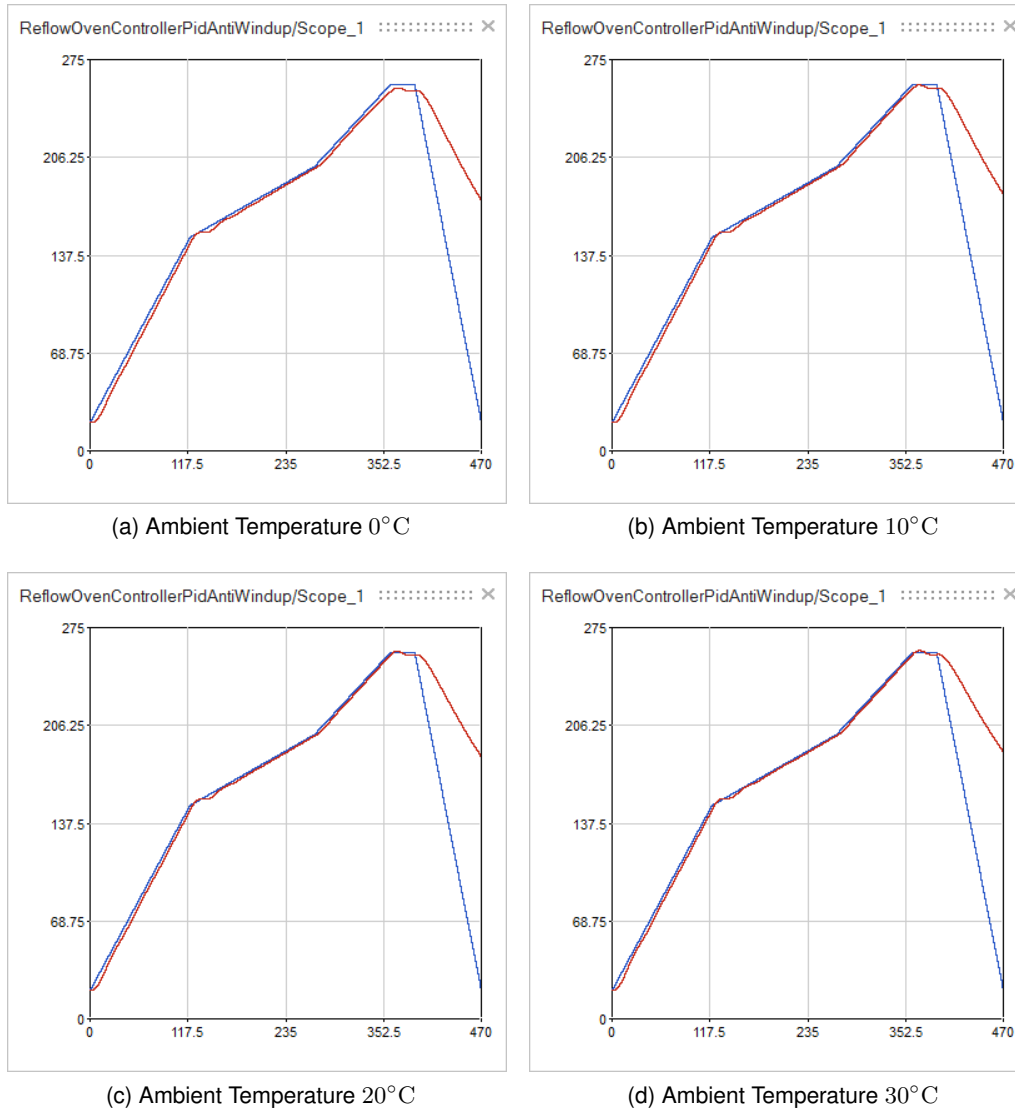 ReflowOvenControllerPidAntiWindup/Scope_1
275
206.25
137.5
68.75
0
0 117.5 235 352.5 470
(a) Ambient Temperature 0°C
ReflowOvenControllerPidAntiWindup/Scope_1
275
206.25
137.5
68.75
0
0 117.5 235 352.5 470
(b) Ambient Temperature 10°C
ReflowOvenControllerPidAntiWindup/Scope_1
275
206.25
137.5
68.75
0
0 117.5 235 352.5 470
(c) Ambient Temperature 20°C
ReflowOvenControllerPidAntiWindup/Scope_1
275
206.25
137.5
68.75
0
0 117.5 235 352.5 470
(d) Ambient Temperature 30°C